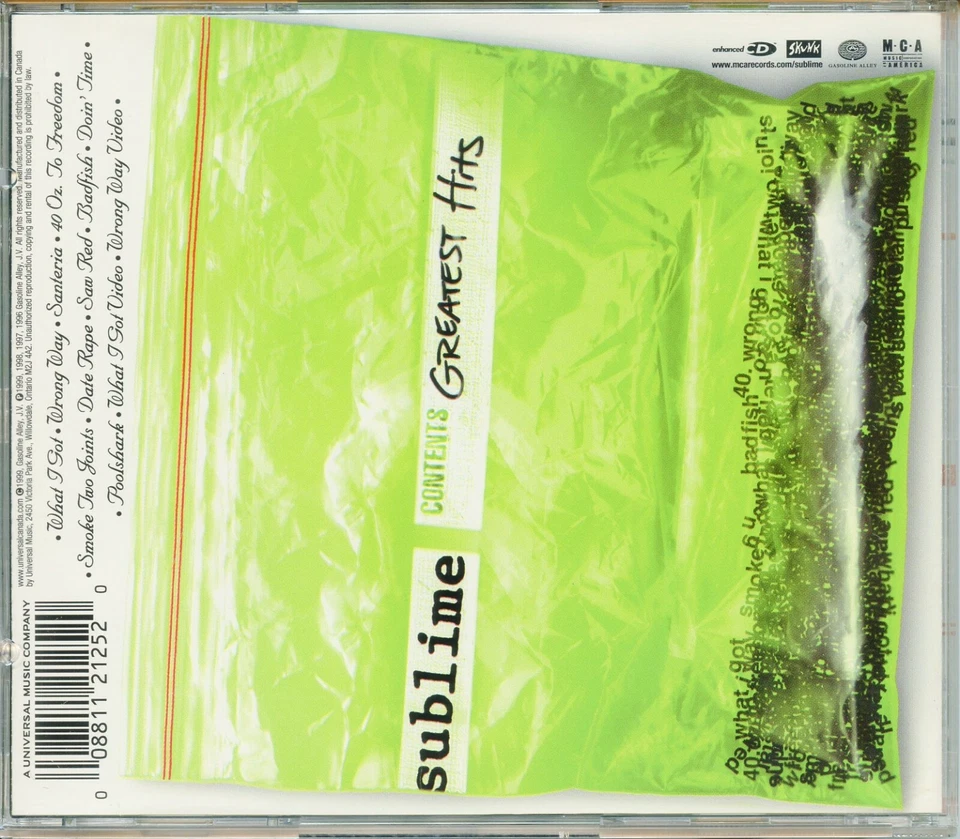 www.universalcanada.com ©1999, Gasoline Alley, J.V. ℗1999, 1998, 1997, 1996 Gasoline Alley, J.V. All rights reserved. Manufactured and distributed in Canada
by Universal Music, 2450 Victoria Park Ave., Willowdale, Ontario M2J 4A2. Unauthorized reproduction, copying and rental of this recording is prohibited by law.
• What I Got • Wrong Way • Santeria • 40 Oz. To Freedom •
• Smoke Two Joints • Date Rape • Saw Red • Badfish • Doin' Time •
• Poolshark • What I Got Video • Wrong Way Video •
A UNIVERSAL MUSIC COMPANY
0 08811 21252 0
sublime
CONTENTS GREATEST HITS
enhanced CD
SKUNK
GASOLINE ALLEY
M·C·A
MUSIC
AMERICA
www.mcarecords.com/sublime
what i got
smoke
badfish
40
wrong
what i got
two joints
way